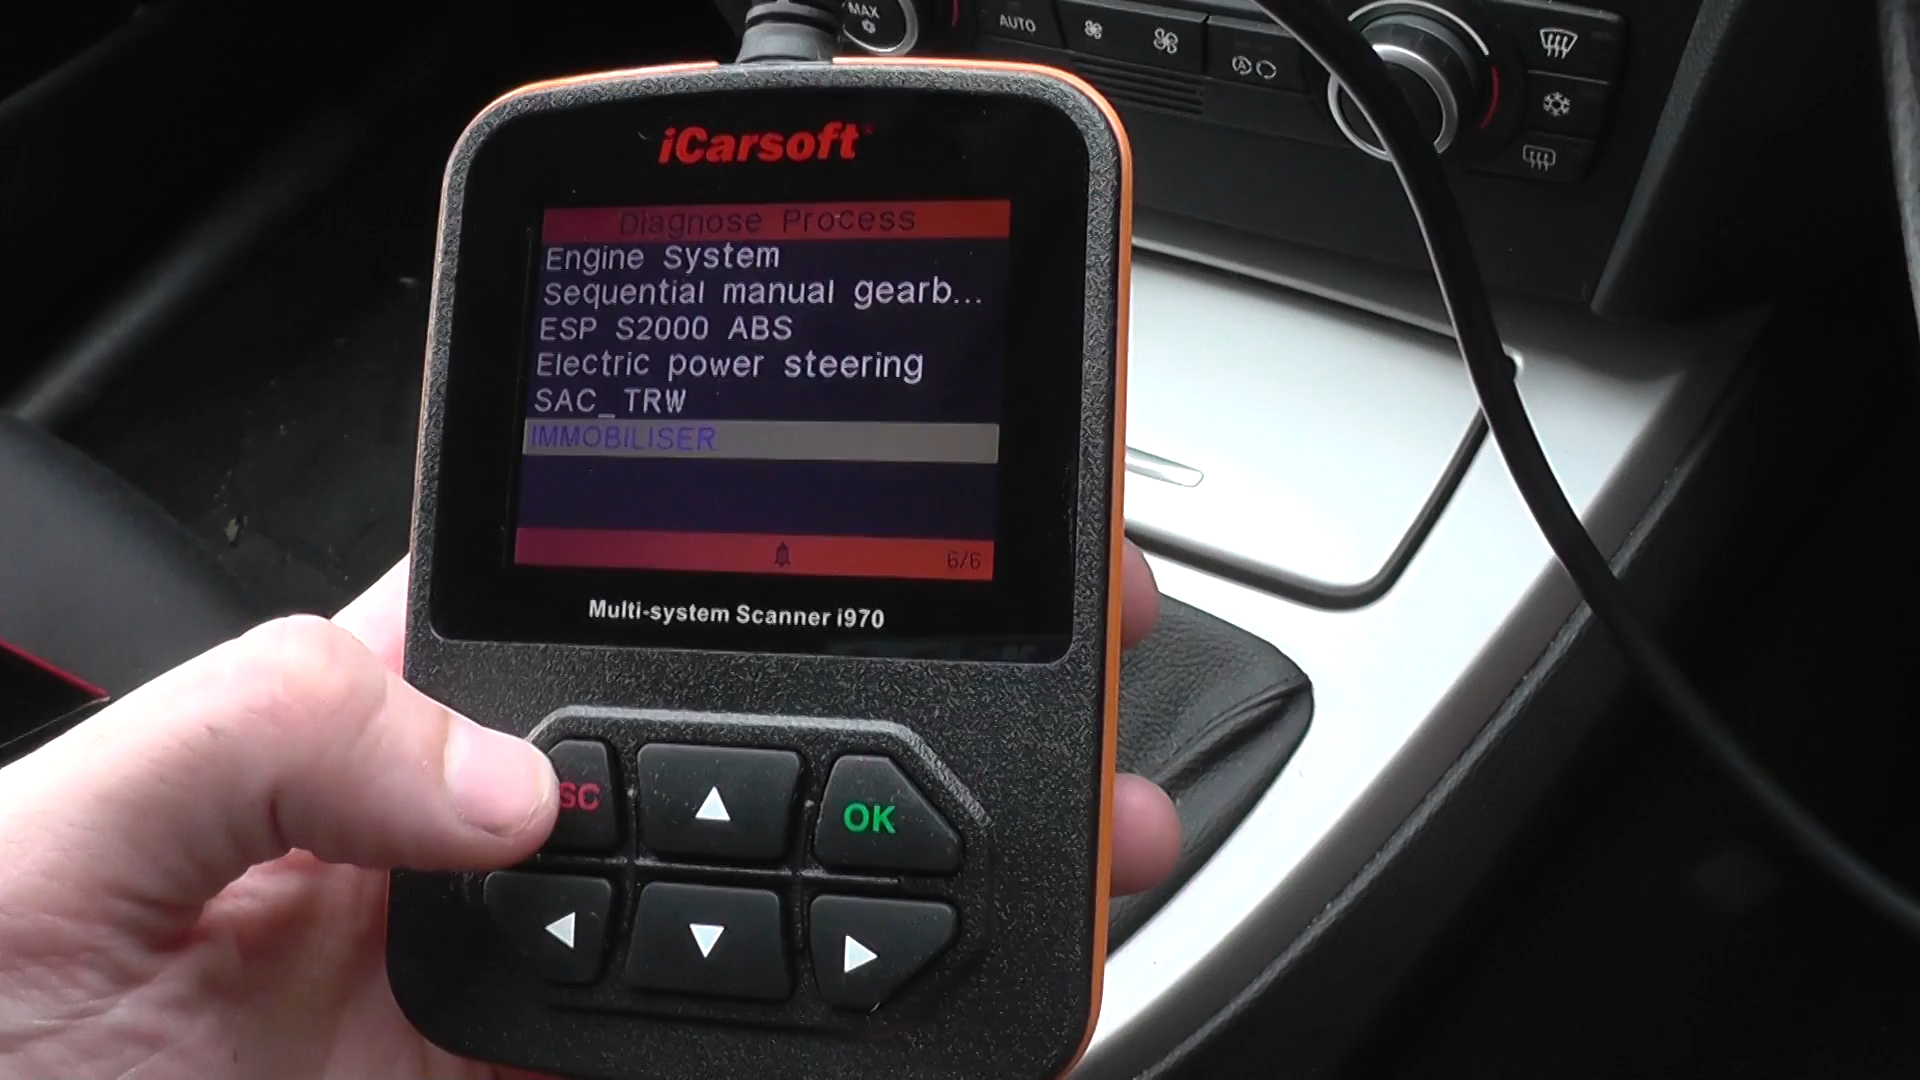 MAX
AUTO
iCarsoft®
Diagnose Process
Engine System
Sequential manual gearb...
ESP S2000 ABS
Electric power steering
SAC_TRW
IMMOBILISER
6/6
Multi-system Scanner i970
SC
OK